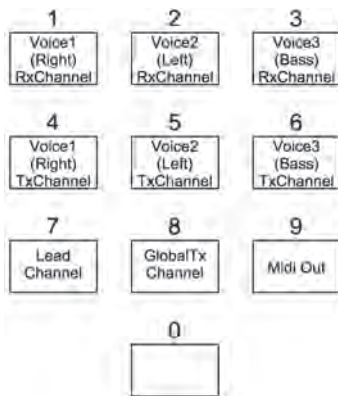 1 2 3
Voice1 Voice2 Voice3
(Right) (Left) (Bass)
RxChannel RxChannel RxChannel
4 5 6
Voice1 Voice2 Voice3
(Right) (Left) (Bass)
TxChannel TxChannel TxChannel
7 8 9
Lead GlobalTx Midi Out
Channel Channel
0